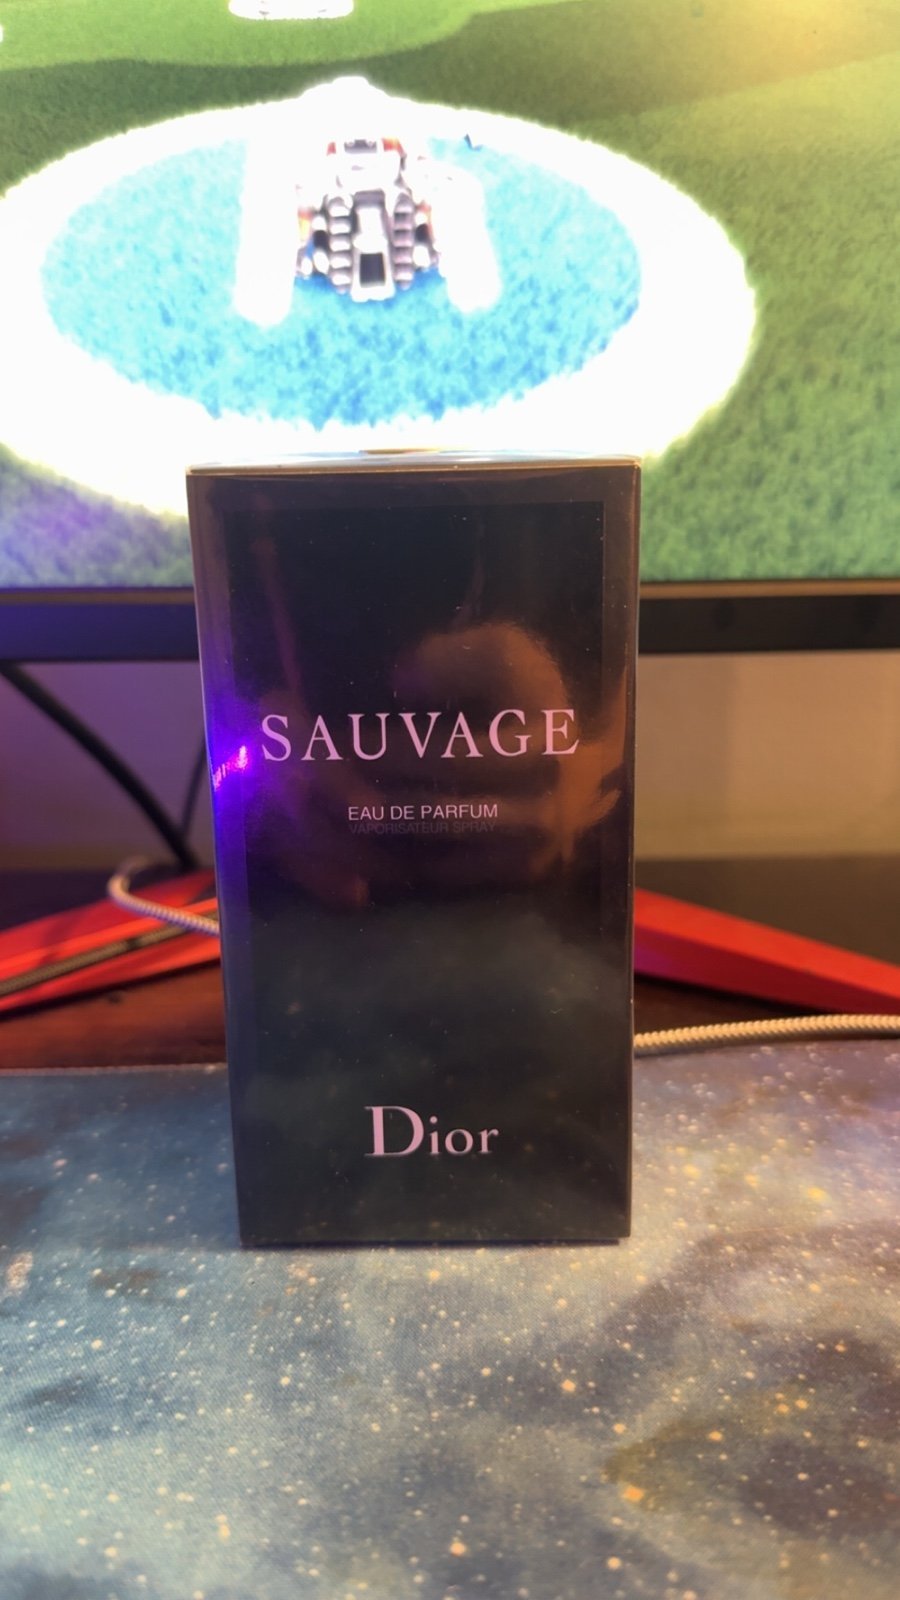 SAUVAGE
EAU DE PARFUM
VAPORISATEUR SPRAY
Dior